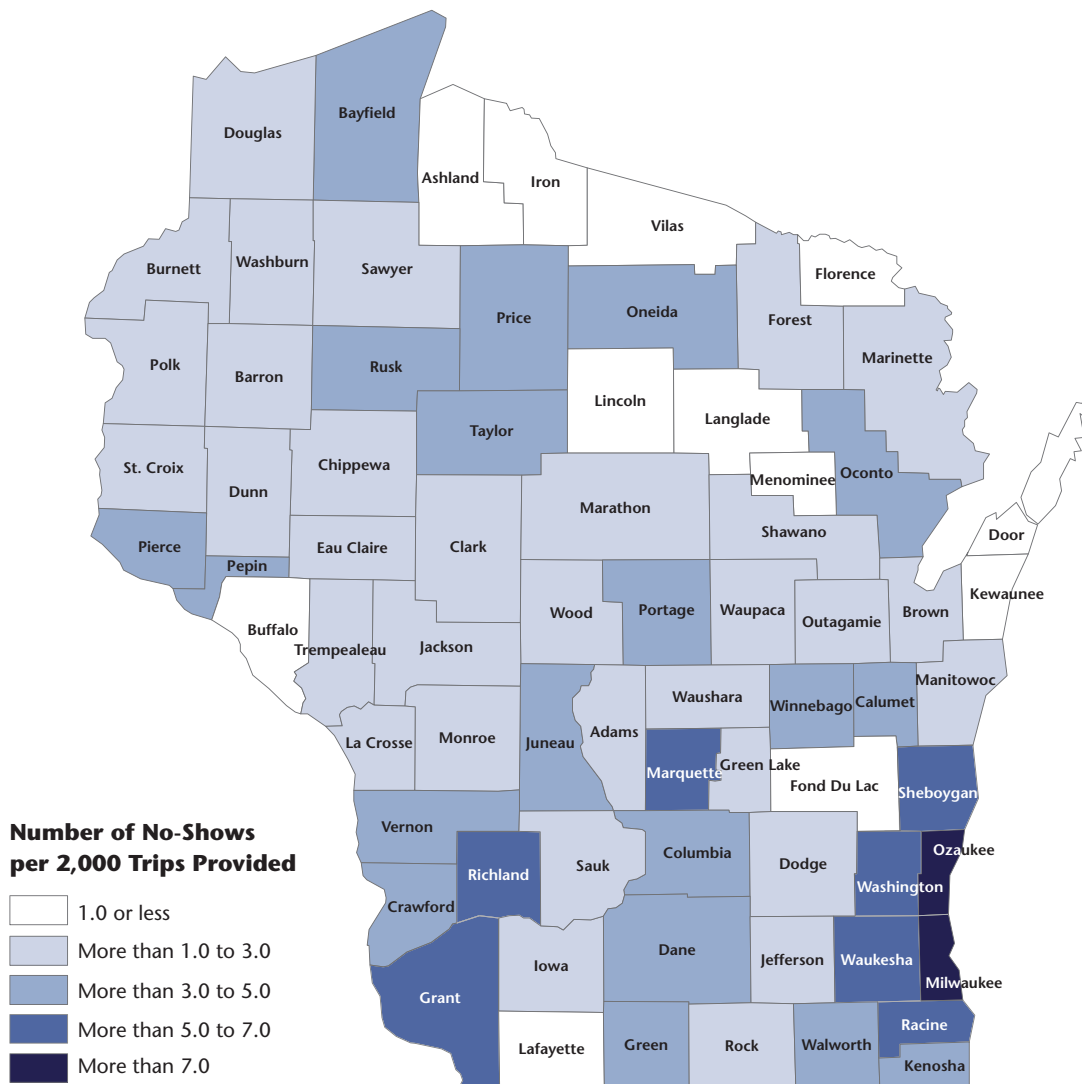 Bayfield
Douglas
Ashland
Iron
Vilas
Burnett
Washburn
Sawyer
Florence
Price
Oneida
Forest
Marinette
Polk
Barron
Rusk
Lincoln
Langlade
Taylor
St. Croix
Chippewa
Dunn
Menominee
Oconto
Marathon
Shawano
Pierce
Eau Claire
Clark
Door
Pepin
Kewaunee
Wood
Portage
Waupaca
Outagamie
Brown
Buffalo
Trempealeau
Jackson
Manitowoc
Waushara
Winnebago
Calumet
La Crosse
Monroe
Juneau
Adams
Marquette
Green Lake
Fond Du Lac
Sheboygan
Number of No-Shows
per 2,000 Trips Provided
1.0 or less
More than 1.0 to 3.0
More than 3.0 to 5.0
More than 5.0 to 7.0
More than 7.0
Vernon
Richland
Sauk
Columbia
Dodge
Ozaukee
Washington
Crawford
Grant
Iowa
Dane
Jefferson
Waukesha
Milwaukee
Lafayette
Green
Rock
Walworth
Racine
Kenosha